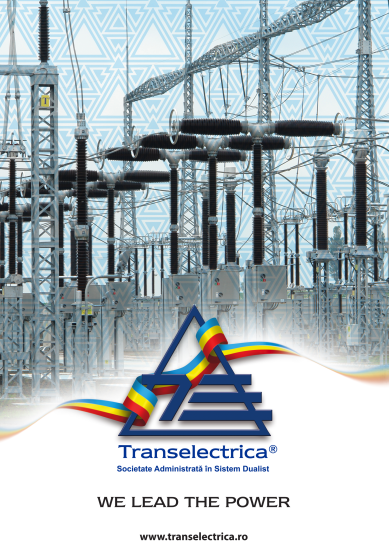 Transelectrica®
Societate Administrată în Sistem Dualist
WE LEAD THE POWER
www.transelectrica.ro